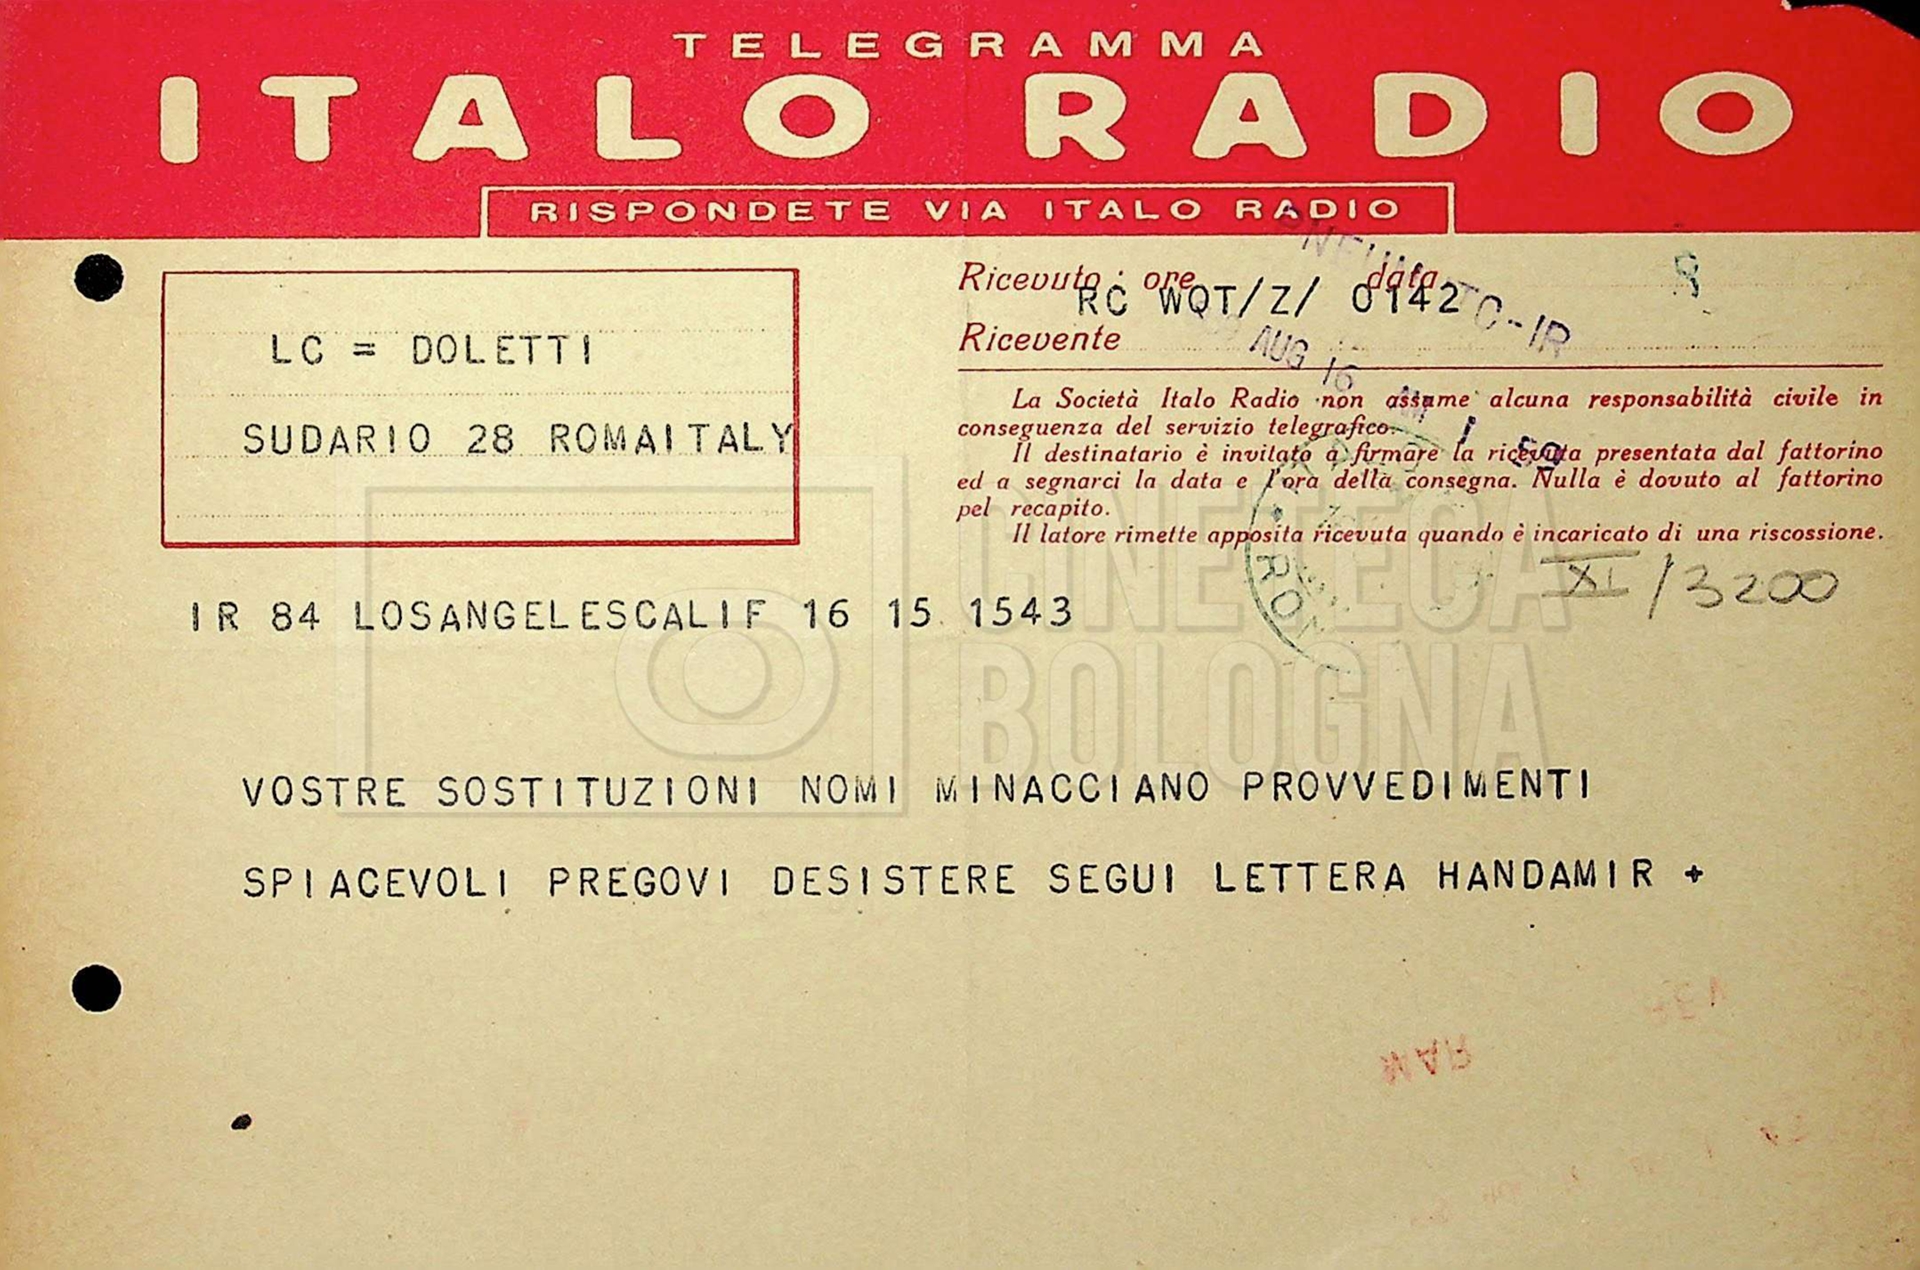 TELEGRAMMA
ITALO RADIO
RISPONDETE VIA ITALO RADIO
LC = DOLETTI
SUDARIO 28 ROMAITALY
Ricevuto: ore data
RC WQT/Z/ 0142
Ricevente
AUG 16
La Società Italo Radio non assume alcuna responsabilità civile in
conseguenza del servizio telegrafico.
Il destinatario è invitato a firmare la ricevuta presentata dal fattorino
ed a segnarci la data e l'ora della consegna. Nulla è dovuto al fattorino
pel recapito.
Il latore rimette apposita ricevuta quando è incaricato di una riscossione.
XI/3200
IR 84 LOSANGELESCALIF 16 15 1543
CINETECA
BOLOGNA
VOSTRE SOSTITUZIONI NOMI MINACCIANO PROVVEDIMENTI
SPIACEVOLI PREGOVI DESISTERE SEGUI LETTERA HANDAMIR +
MAR